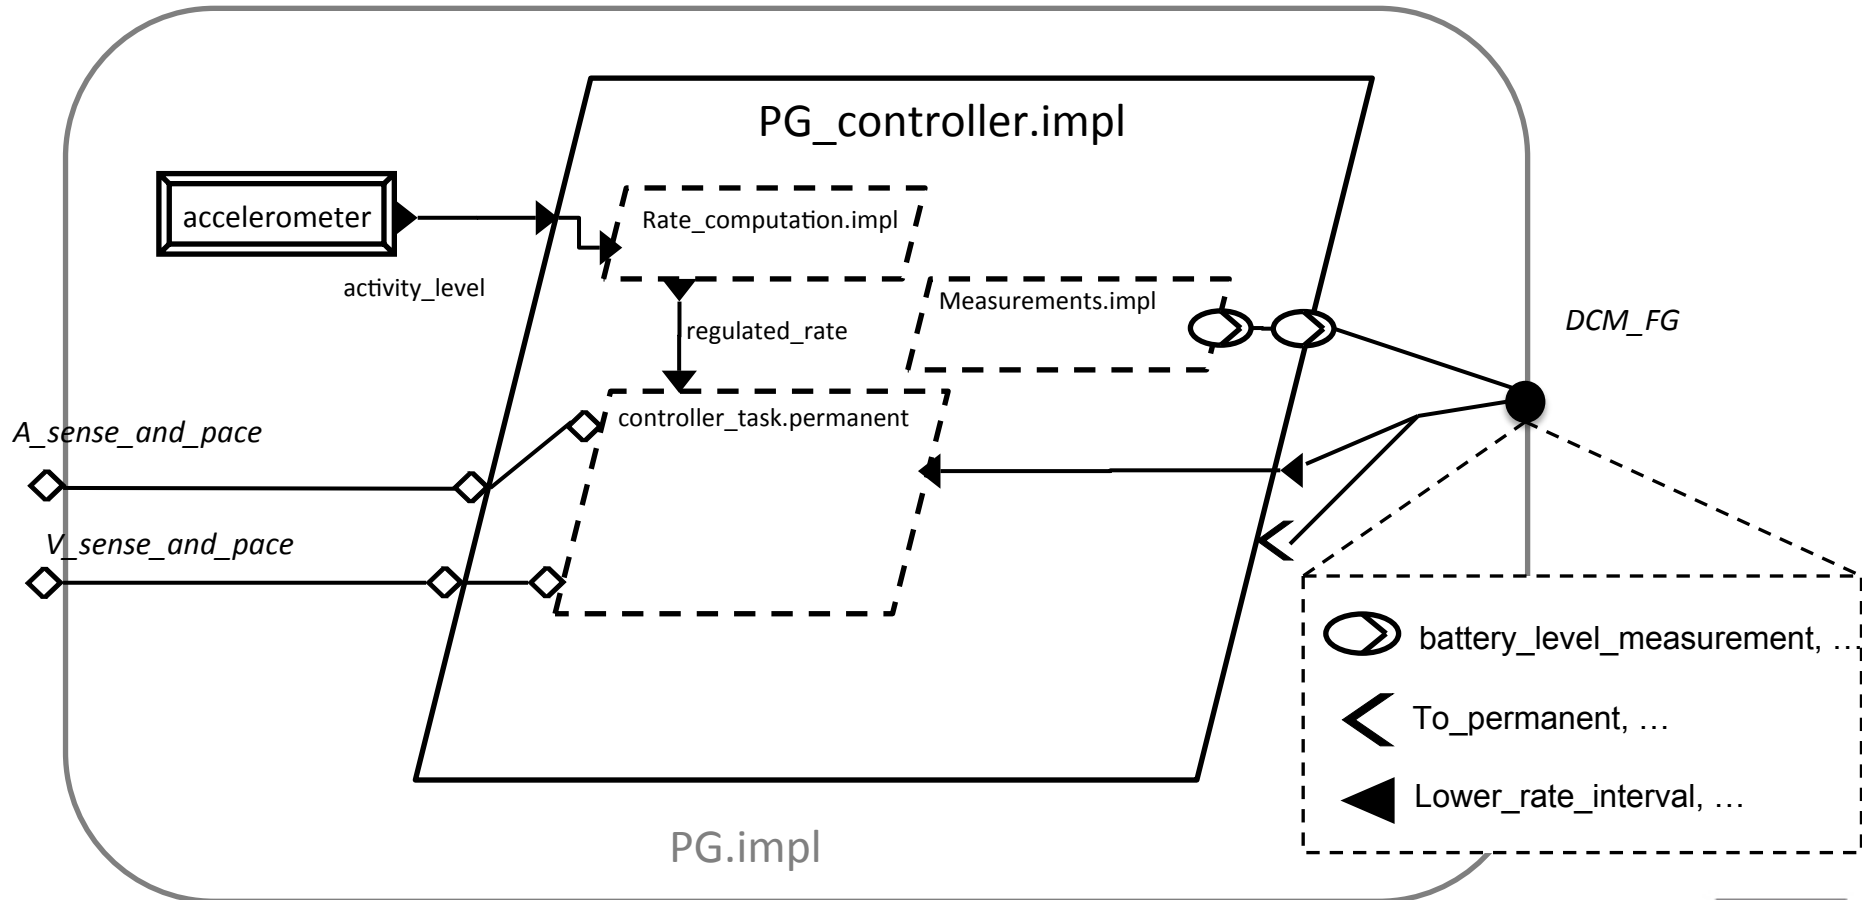 PG_controller.impl
accelerometer
Rate_computation.impl
activity_level
Measurements.impl
regulated_rate
DCM_FG
controller_task.permanent
A_sense_and_pace
V_sense_and_pace
battery_level_measurement, …
To_permanent, …
Lower_rate_interval, …
PG.impl